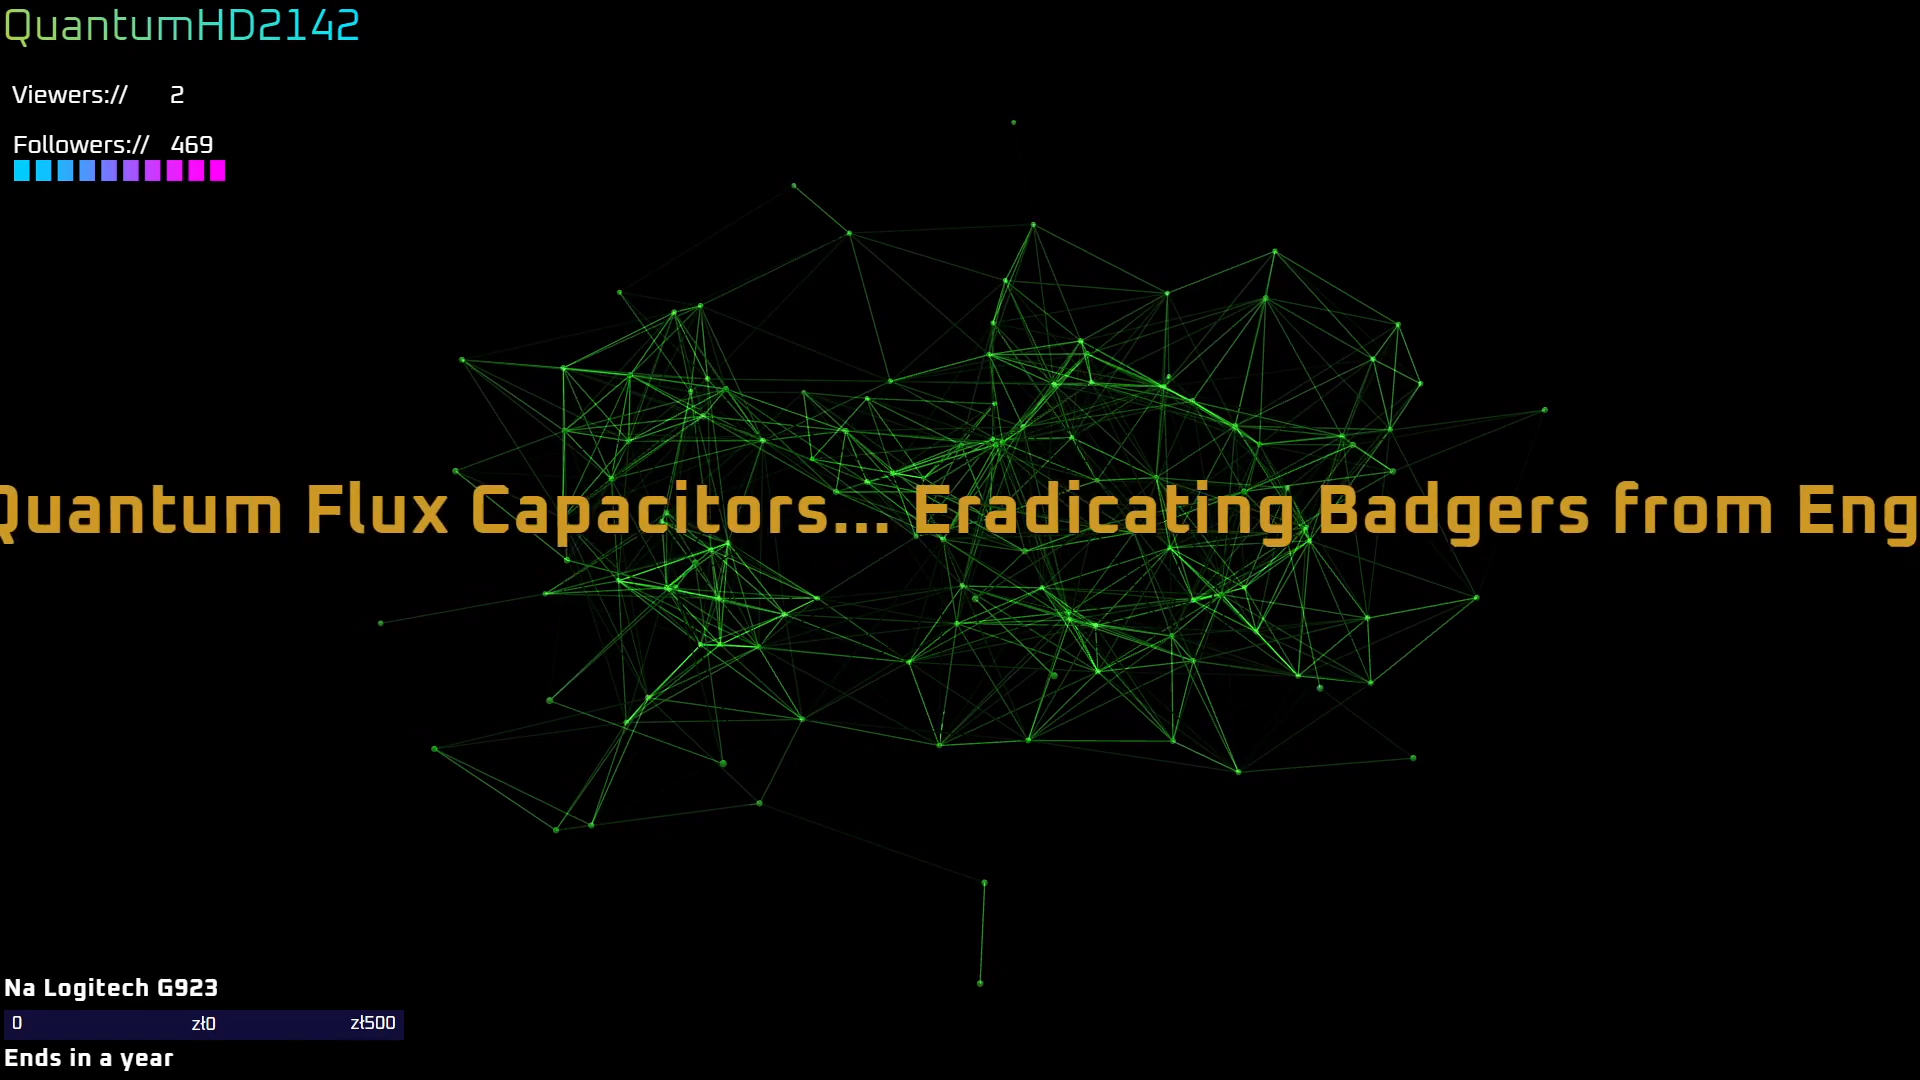 QuantumHD2142
Viewers:// 2
Followers:// 469
Quantum Flux Capacitors... Eradicating Badgers from Eng
Na Logitech G923
0 zł0 zł500
Ends in a year